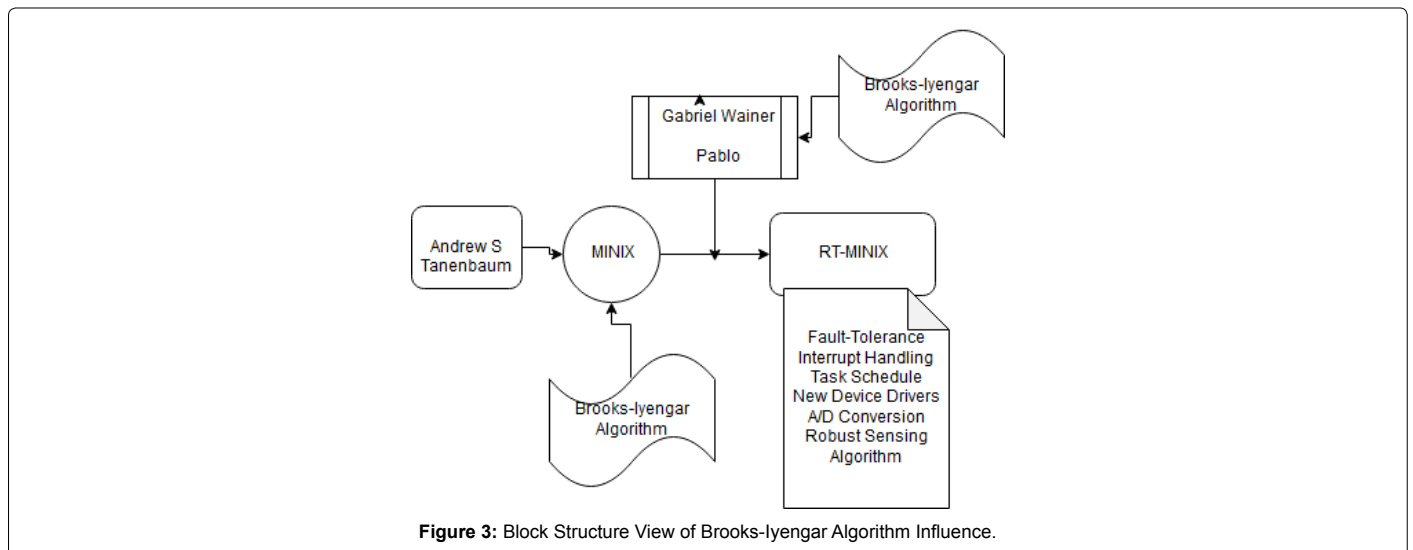 Brooks-Iyengar
Algorithm
Gabriel Wainer
Pablo
Andrew S
Tanenbaum
MINIX
RT-MINIX
Brooks-Iyengar
Algorithm
Fault-Tolerance
Interrupt Handling
Task Schedule
New Device Drivers
A/D Conversion
Robust Sensing
Algorithm
Figure 3: Block Structure View of Brooks-Iyengar Algorithm Influence.